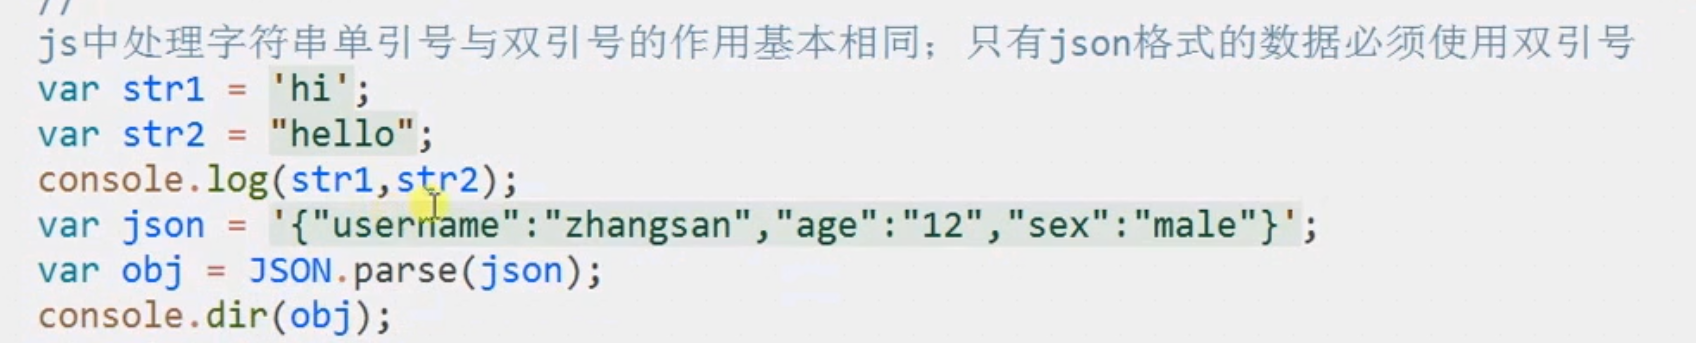 //
js中处理字符串单引号与双引号的作用基本相同；只有json格式的数据必须使用双引号
var str1 = 'hi';
var str2 = "hello";
console.log(str1,str2);
var json = '{"username":"zhangsan","age":"12","sex":"male"}';
var obj = JSON.parse(json);
console.dir(obj);